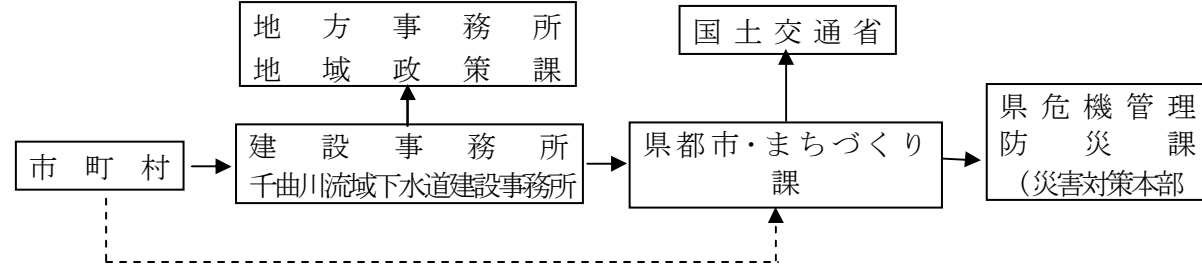 地方事務所
地域政策課
国土交通省
市町村
建設事務所
千曲川流域下水道建設事務所
県都市・まちづくり
課
県危機管理
防災課
（災害対策本部